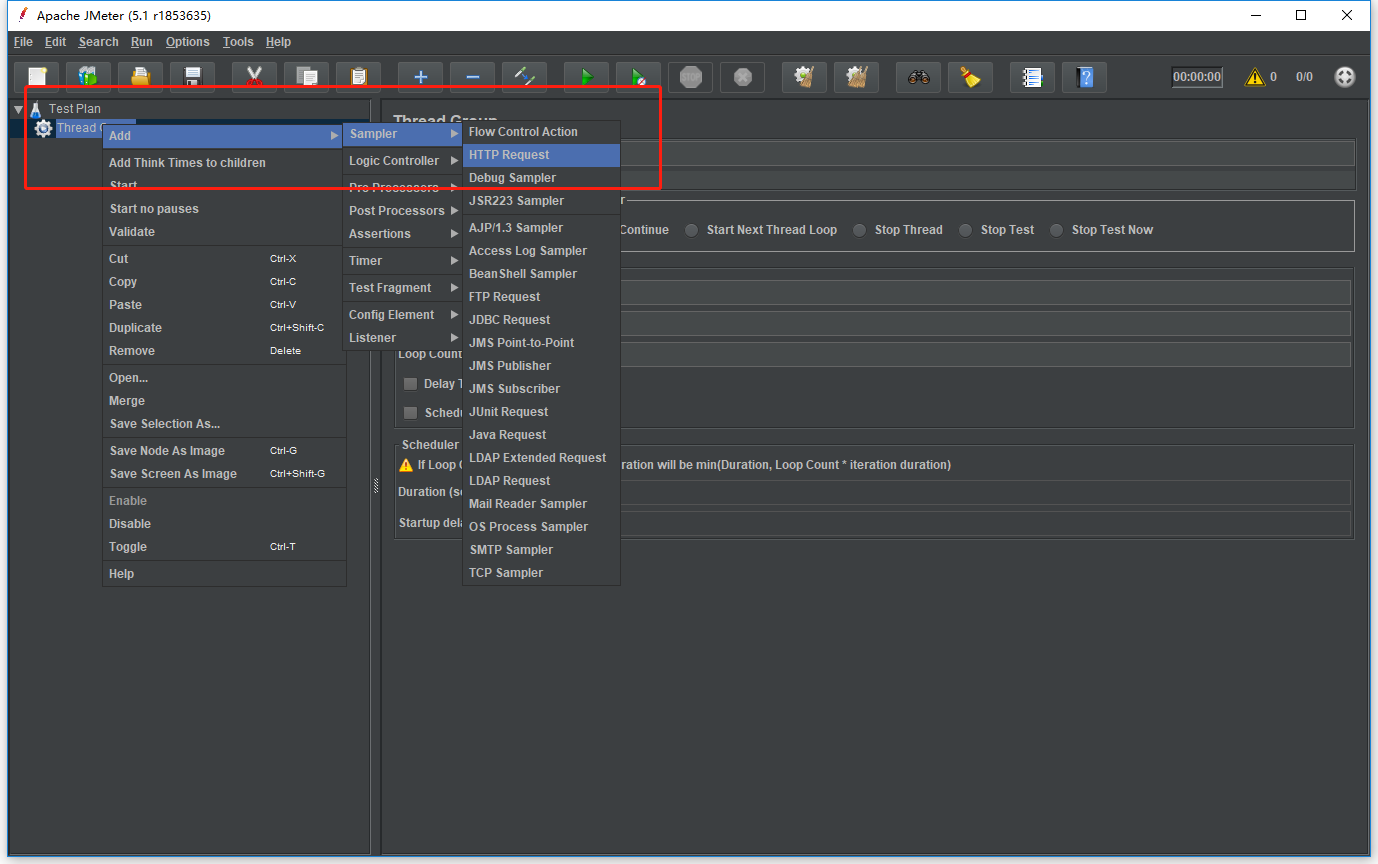 Apache JMeter (5.1 r1853635)
File Edit Search Run Options Tools Help
STOP
00:00:00 0 0/0
Test Plan
Thread Group
Thread
Add
Add Think Times to children
Start
Start no pauses
Validate
Cut Ctrl-X
Copy Ctrl-C
Paste Ctrl-V
Duplicate Ctrl+Shift-C
Remove Delete
Open...
Merge
Save Selection As...
Save Node As Image Ctrl-G
Save Screen As Image Ctrl+Shift-G
Enable
Disable
Toggle Ctrl-T
Help
Sampler
Logic Controller
Pre Processors
Post Processors
Assertions
Timer
Test Fragment
Config Element
Listener
Flow Control Action
HTTP Request
Debug Sampler
JSR223 Sampler
AJP/1.3 Sampler
Access Log Sampler
BeanShell Sampler
FTP Request
JDBC Request
JMS Point-to-Point
JMS Publisher
JMS Subscriber
JUnit Request
Java Request
LDAP Extended Request
LDAP Request
Mail Reader Sampler
OS Process Sampler
SMTP Sampler
TCP Sampler
Continue Start Next Thread Loop Stop Thread Stop Test Stop Test Now
Loop Count
Delay
Scheduler
If Loop ration will be min(Duration, Loop Count * iteration duration)
Duration
Startup